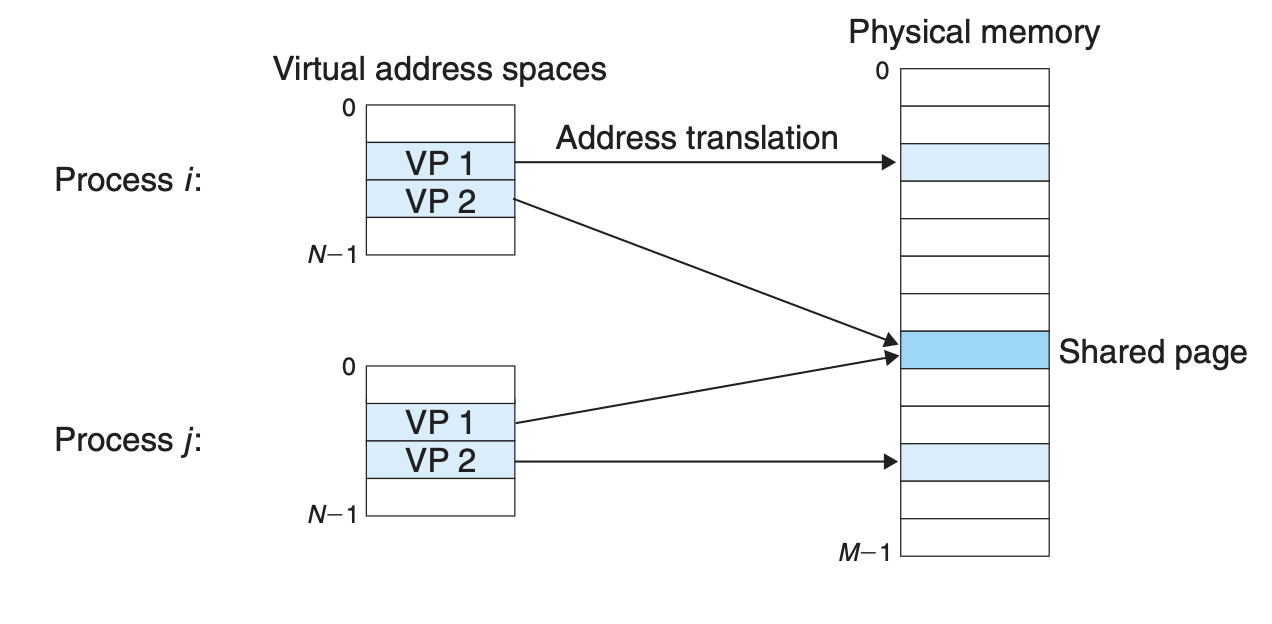 Physical memory
Virtual address spaces
0
0
Address translation
VP 1
Process i:
VP 2
N−1
Shared page
0
VP 1
Process j:
VP 2
N−1
M−1